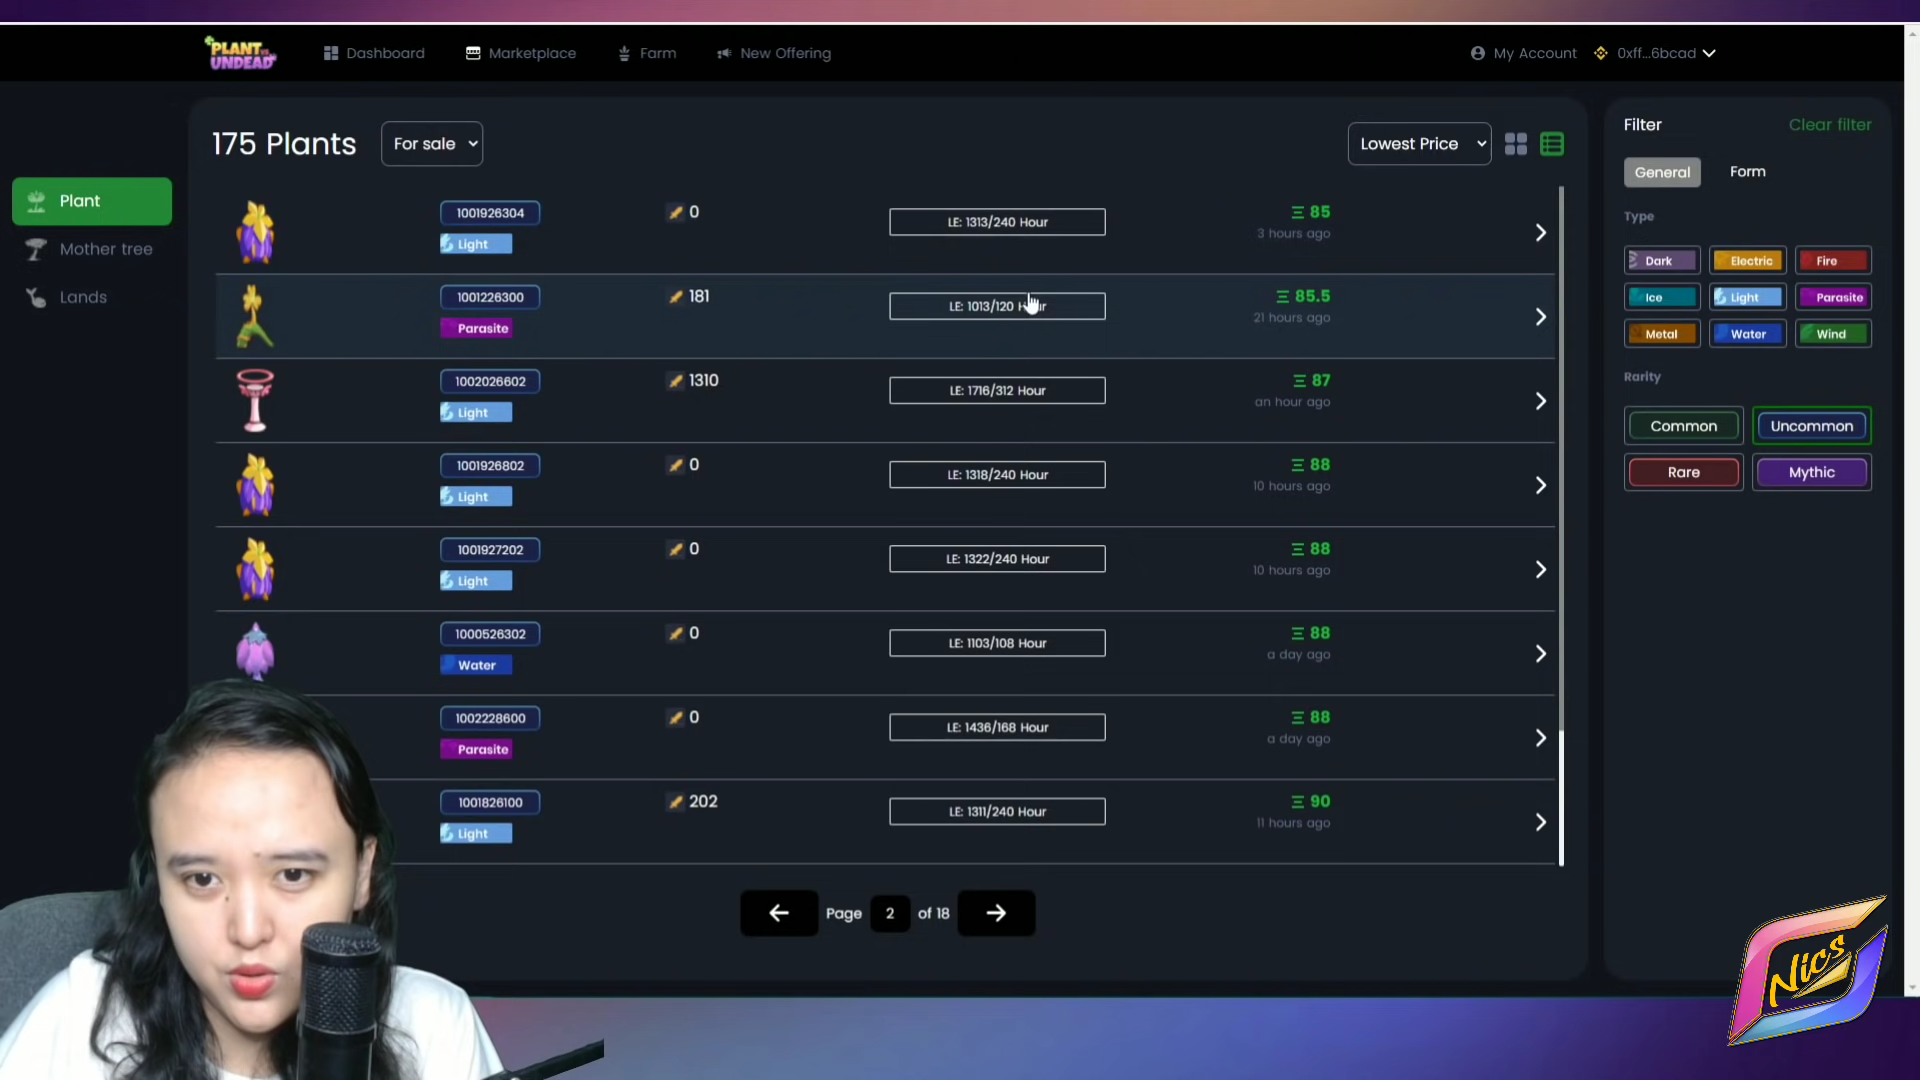 PLANT VS. UNDEAD
Dashboard
Marketplace
Farm
New Offering
My Account
0xff...6bcad
175 Plants
For sale
Lowest Price
Filter
Clear filter
General
Form
Type
Dark
Electric
Fire
Ice
Light
Parasite
Metal
Water
Wind
Rarity
Common
Uncommon
Rare
Mythic
Plant
Mother tree
Lands
1001926304
Light
0
LE: 1313/240 Hour
85
3 hours ago
1001226300
Parasite
181
LE: 1013/120
85.5
21 hours ago
1002026602
Light
1310
LE: 1716/312 Hour
87
an hour ago
1001926802
Light
0
LE: 1318/240 Hour
88
10 hours ago
1001927202
Light
0
LE: 1322/240 Hour
88
10 hours ago
1000526302
Water
0
LE: 1103/108 Hour
88
a day ago
1002228600
Parasite
0
LE: 1436/168 Hour
88
a day ago
1001826100
Light
202
LE: 1311/240 Hour
90
11 hours ago
Page 2 of 18
Nics